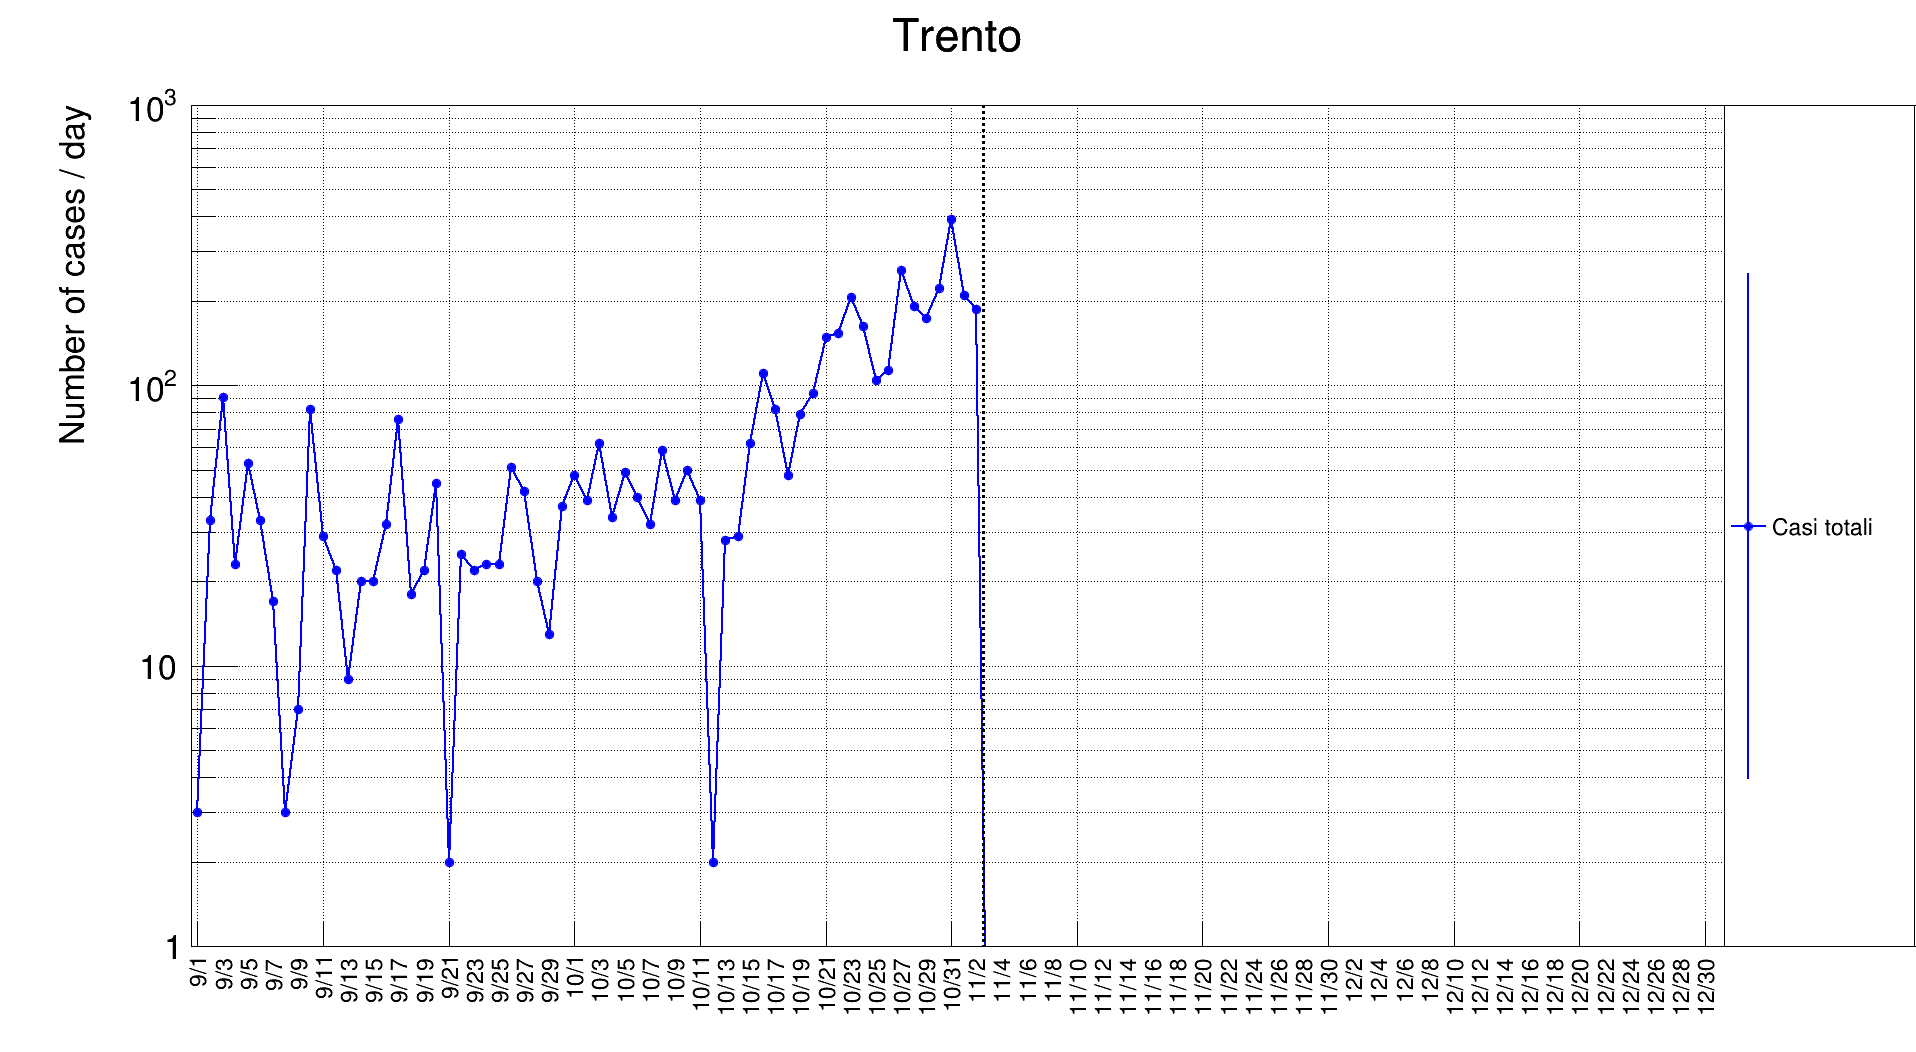 Trento
Number of cases / day
10³
10²
10
1
9/1 9/3 9/5 9/7 9/9 9/11 9/13 9/15 9/17 9/19 9/21 9/23 9/25 9/27 9/29 10/1 10/3 10/5 10/7 10/9 10/11 10/13 10/15 10/17 10/19 10/21 10/23 10/25 10/27 10/29 10/31 11/2 11/4 11/6 11/8 11/10 11/12 11/14 11/16 11/18 11/20 11/22 11/24 11/26 11/28 11/30 12/2 12/4 12/6 12/8 12/10 12/12 12/14 12/16 12/18 12/20 12/22 12/24 12/26 12/28 12/30
Casi totali